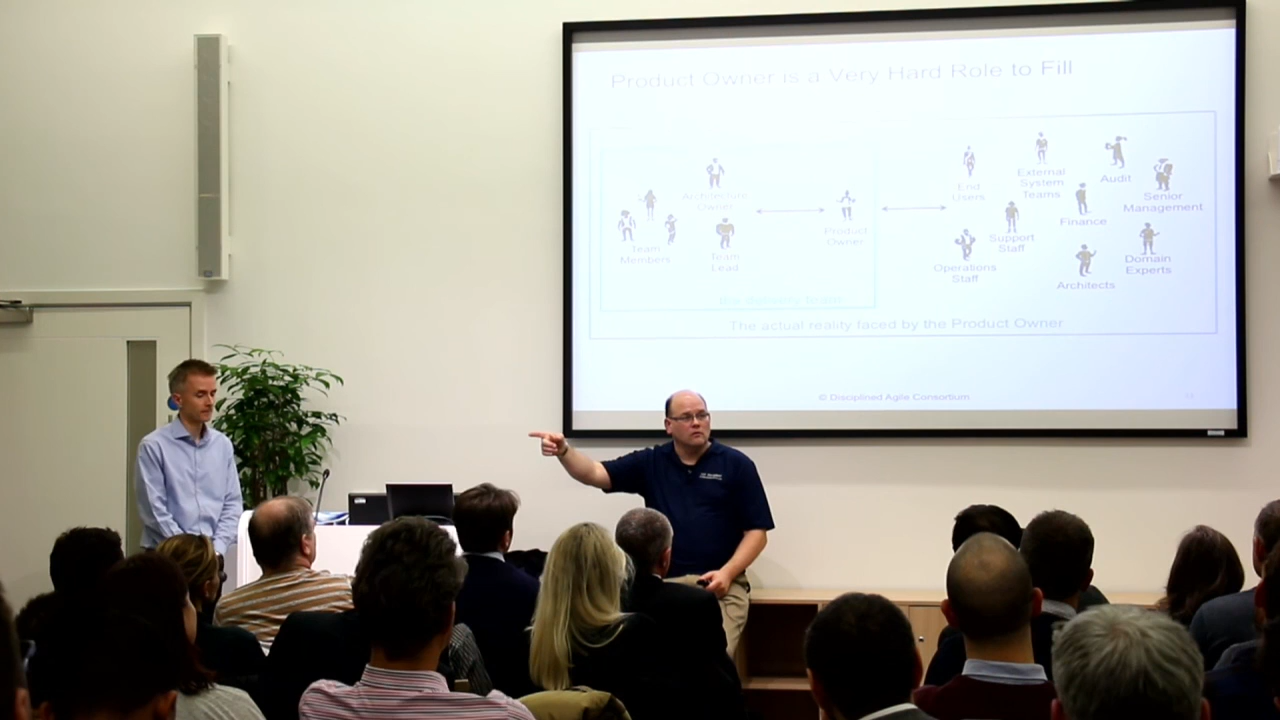 Product Owner is a Very Hard Role to Fill
Architecture
Owner
Team
Members
Team
Lead
Product
Owner
End
Users
External
System
Teams
Audit
Senior
Management
Finance
Support
Staff
Operations
Staff
Domain
Experts
Architects
The actual reality faced by the Product Owner
© Disciplined Agile Consortium